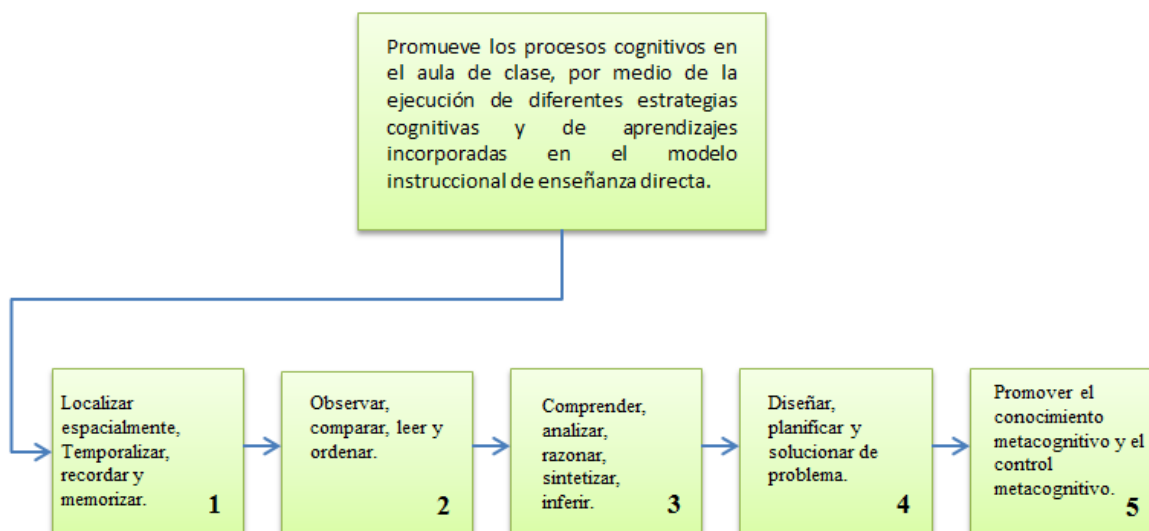 Promueve los procesos cognitivos en
el aula de clase, por medio de la
ejecución de diferentes estrategias
cognitivas y de aprendizajes
incorporadas en el modelo
instruccional de enseñanza directa.
Localizar
espacialmente,
Temporalizar,
recordar y
memorizar.
1
Observar,
comparar, leer y
ordenar.
2
Comprender,
analizar,
razonar,
sintetizar,
inferir.
3
Diseñar,
planificar y
solucionar de
problema.
4
Promover el
conocimiento
metacognitivo y el
control
metacognitivo.
5